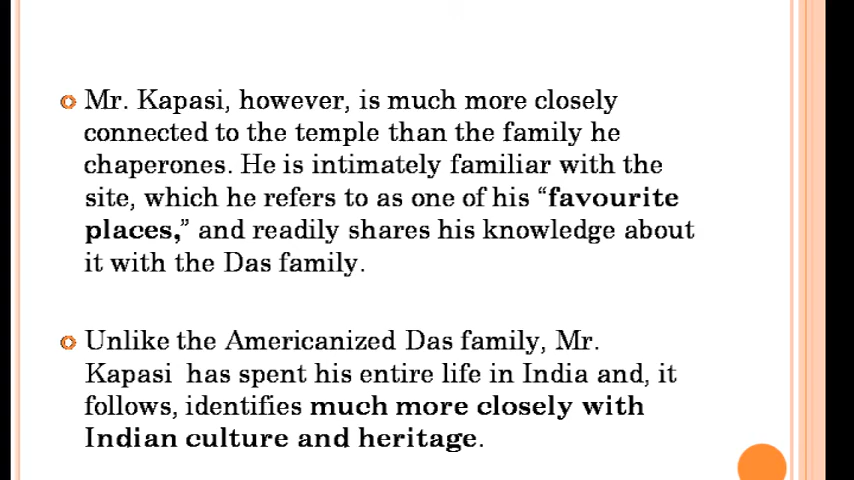 Mr. Kapasi, however, is much more closely
connected to the temple than the family he
chaperones. He is intimately familiar with the
site, which he refers to as one of his “favourite
places,” and readily shares his knowledge about
it with the Das family.
Unlike the Americanized Das family, Mr.
Kapasi has spent his entire life in India and, it
follows, identifies much more closely with
Indian culture and heritage.